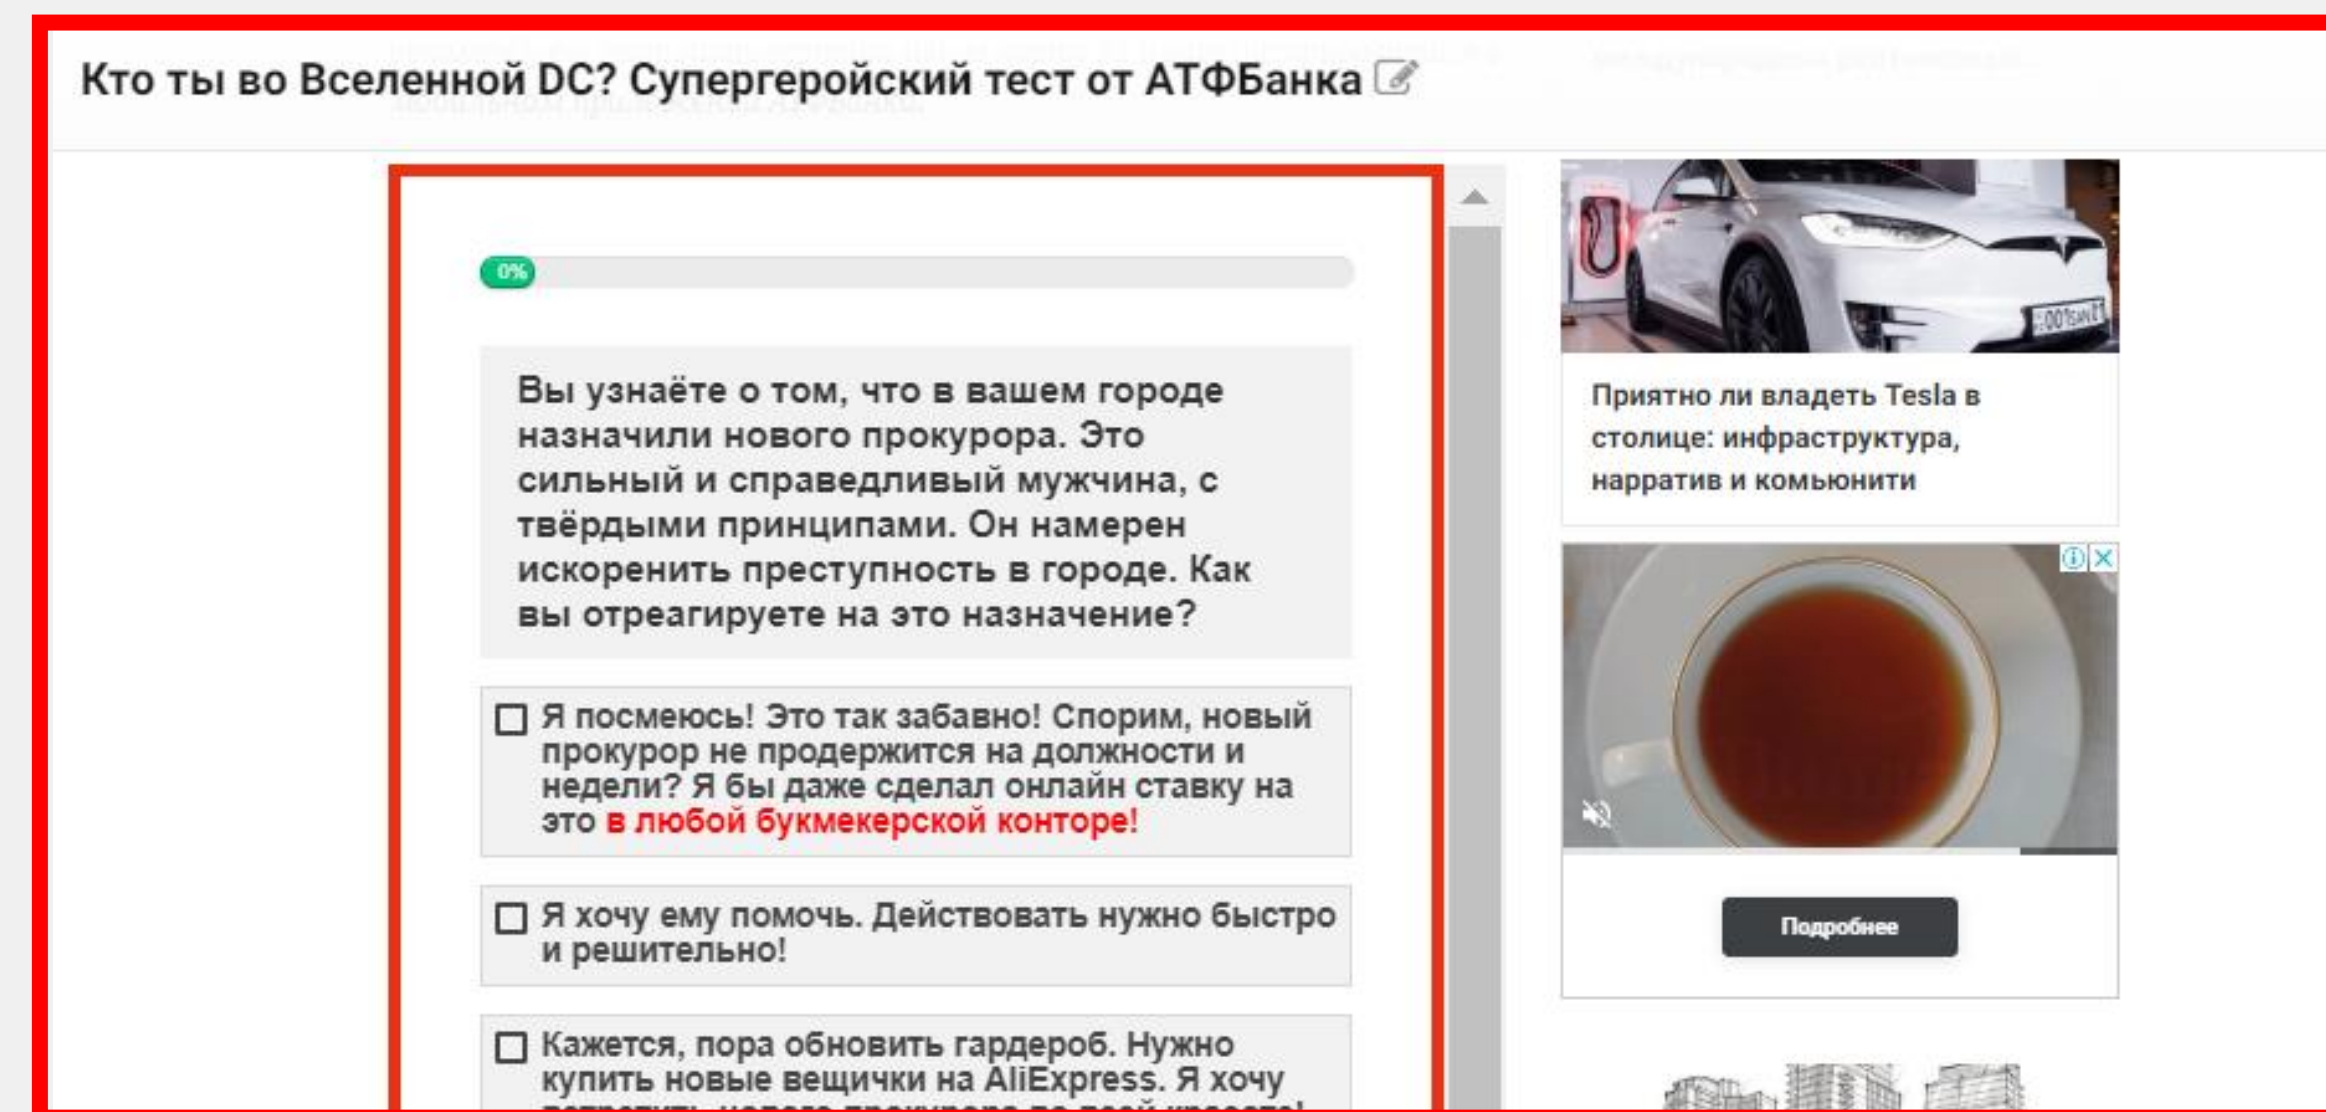 Кто ты во Вселенной DC? Супергеройский тест от АТФБанка
0%
Вы узнаёте о том, что в вашем городе
назначили нового прокурора. Это
сильный и справедливый мужчина, с
твёрдыми принципами. Он намерен
искоренить преступность в городе. Как
вы отреагируете на это назначение?
Я посмеюсь! Это так забавно! Спорим, новый
прокурор не продержится на должности и
недели? Я бы даже сделал онлайн ставку на
это в любой букмекерской конторе!
Я хочу ему помочь. Действовать нужно быстро
и решительно!
Кажется, пора обновить гардероб. Нужно
купить новые вещички на AliExpress. Я хочу
Приятно ли владеть Tesla в
столице: инфраструктура,
нарратив и комьюнити
Подробнее